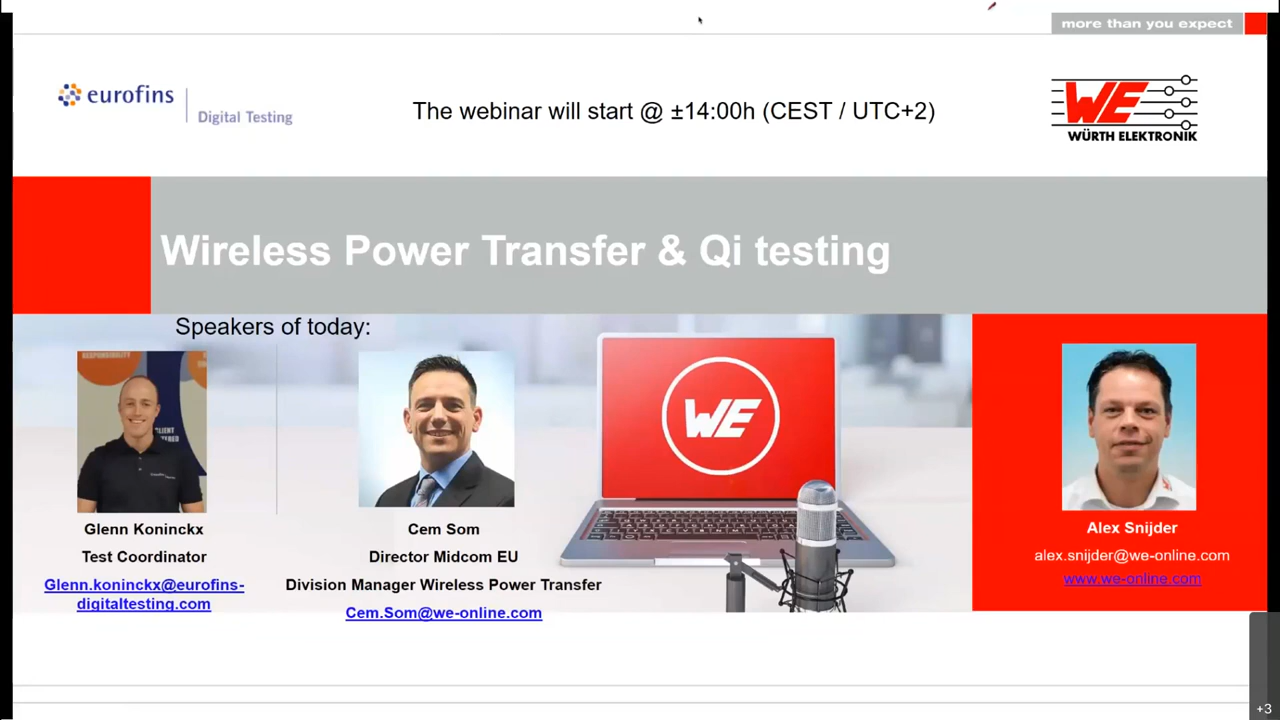 more than you expect
eurofins
Digital Testing
The webinar will start @ ±14:00h (CEST / UTC+2)
WE
WÜRTH ELEKTRONIK
Wireless Power Transfer & Qi testing
Speakers of today:
RESPONSIBILITY
WE
Glenn Koninckx
Test Coordinator
Glenn.koninckx@eurofins-
digitaltesting.com
Cem Som
Director Midcom EU
Division Manager Wireless Power Transfer
Cem.Som@we-online.com
Alex Snijder
alex.snijder@we-online.com
www.we-online.com
+3